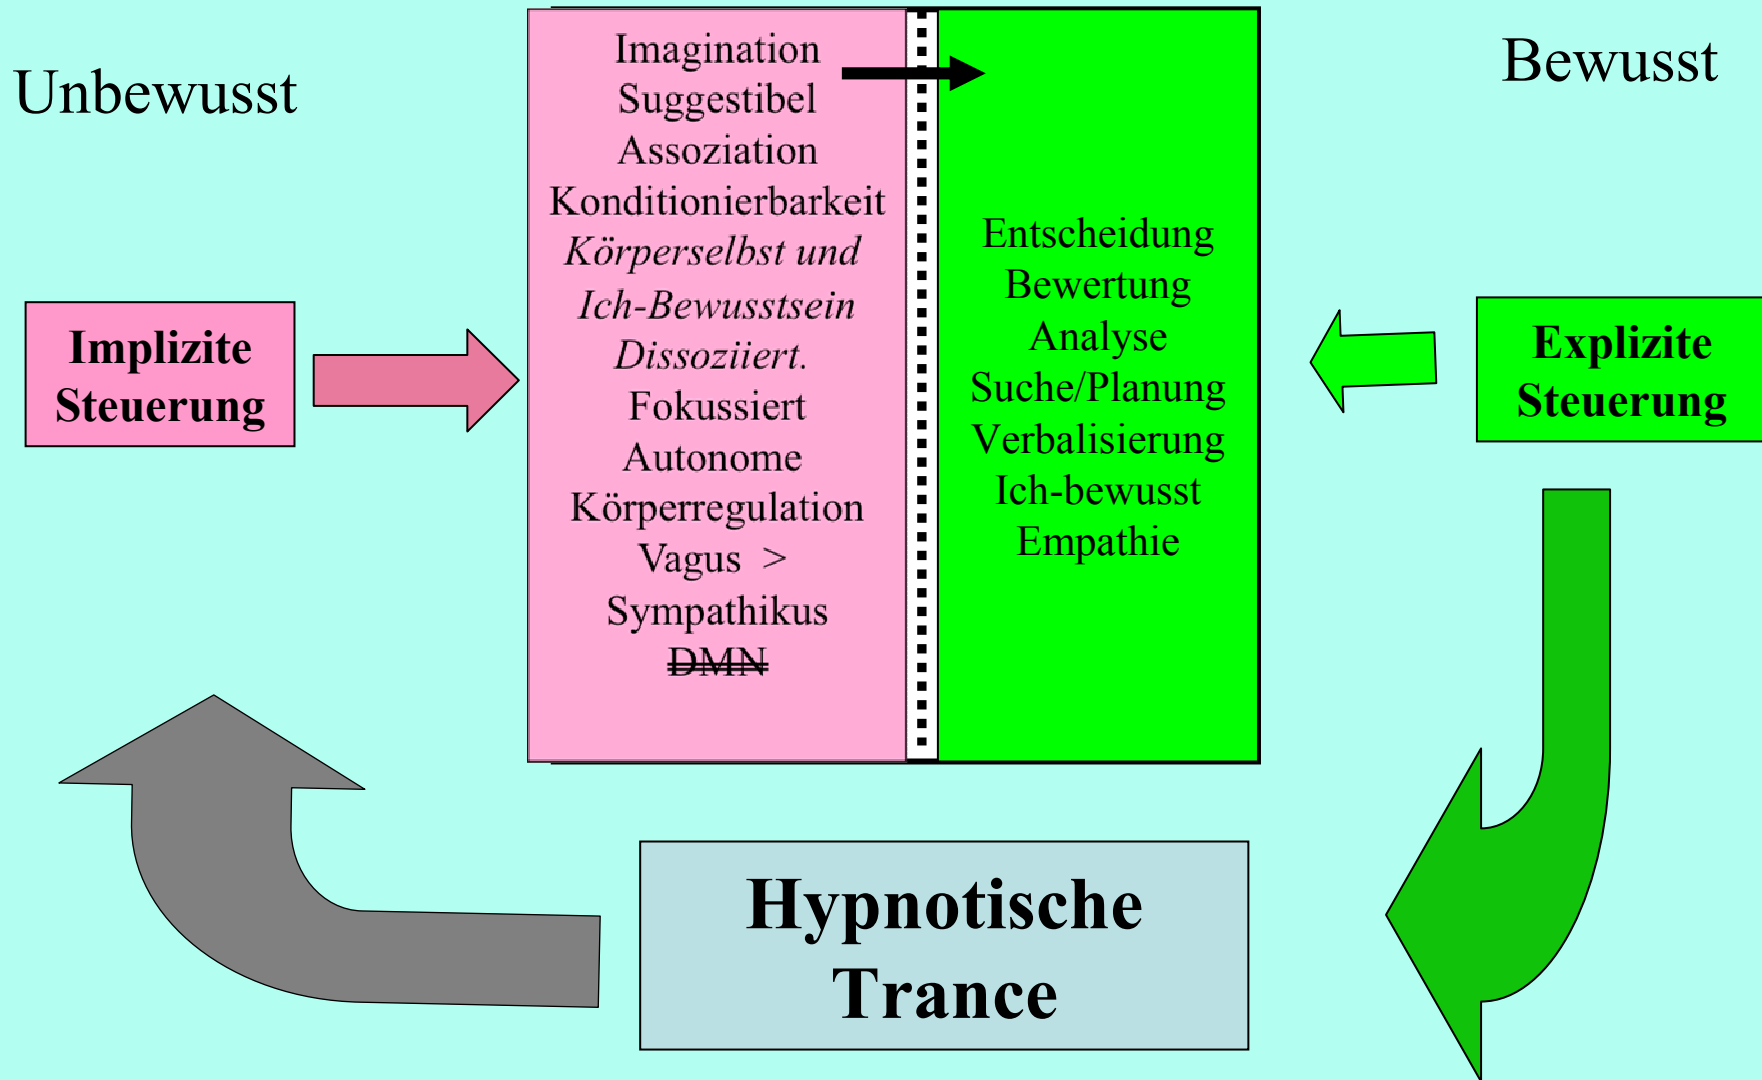 Unbewusst
Bewusst
Imagination
Suggestibel
Assoziation
Konditionierbarkeit
Körperselbst und
Ich-Bewusstsein
Dissoziiert.
Fokussiert
Autonome
Körperregulation
Vagus >
Sympathikus
DMN
Entscheidung
Bewertung
Analyse
Suche/Planung
Verbalisierung
Ich-bewusst
Empathie
Implizite
Steuerung
Explizite
Steuerung
Hypnotische
Trance